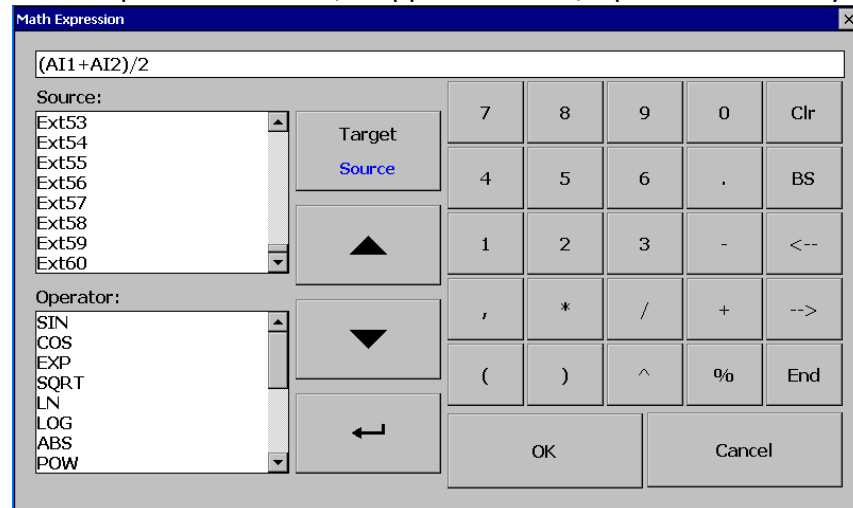 Math Expression
(AI1+AI2)/2
Source:
Ext53
Ext54
Ext55
Ext56
Ext57
Ext58
Ext59
Ext60
Target
Source
Operator:
SIN
COS
EXP
SQRT
LN
LOG
ABS
POW
7 8 9 0 Clr
4 5 6 . BS
1 2 3 - <--
, * / + -->
( ) ^ % End
OK Cancel